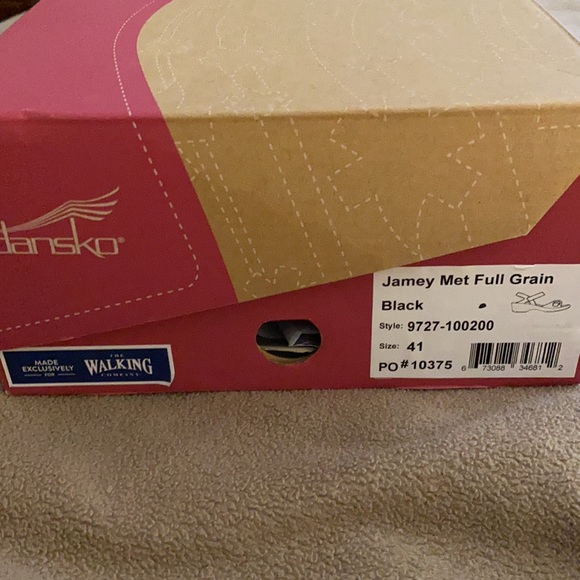 dansko®
Jamey Met Full Grain
Black
Style: 9727-100200
Size: 41
PO#10375
6 73088 34681 2
MADE
EXCLUSIVELY
FOR
THE
WALKING
COMPANY